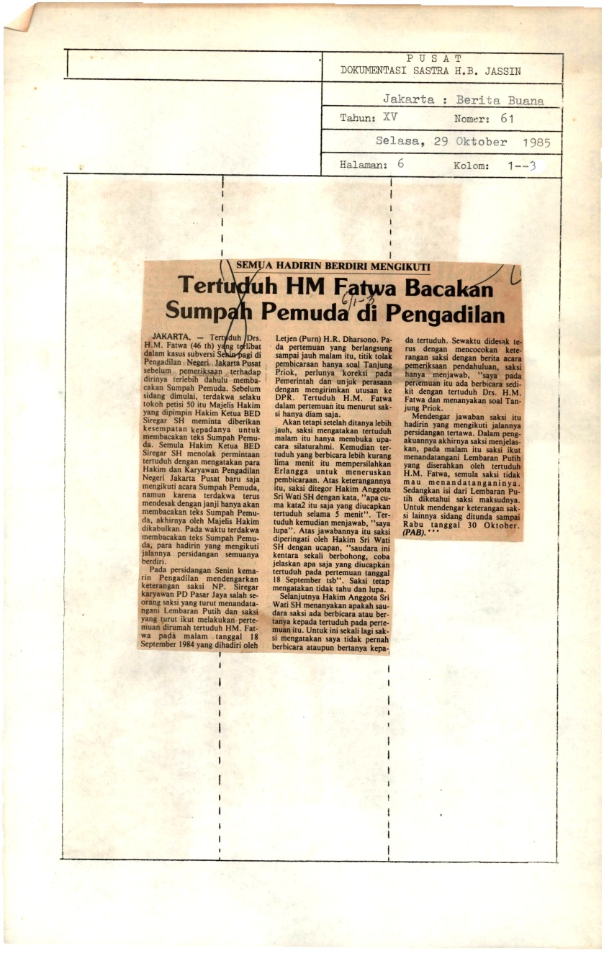 PUSAT
DOKUMENTASI SASTRA H.B. JASSIN
Jakarta : Berita Buana
Tahun: XV Nomer: 61
Selasa, 29 Oktober 1985
Halaman: 6 Kolom: 1--3
SEMUA HADIRIN BERDIRI MENGIKUTI
Tertuduh HM Fatwa Bacakan
Sumpah Pemuda di Pengadilan
6/1-3
JAKARTA, — Tertuduh Drs.
H.M. Fatwa (46 th) yang terlibat
dalam kasus subversi Senin pagi di
Pengadilan Negeri Jakarta Pusat
sebelum pemeriksaan terhadap
dirinya terlebih dahulu memba-
cakan Sumpah Pemuda. Sebelum
sidang dimulai, terdakwa selaku
tokoh petisi 50 itu Majelis Hakim
yang dipimpin Hakim Ketua BED
Siregar SH meminta diberikan
kesempatan kepadanya untuk
membacakan teks Sumpah Pemu-
da. Semula Hakim Ketua BED
Siregar SH menolak permintaan
tertuduh dengan mengatakan para
Hakim dan Karyawan Pengadilan
Negeri Jakarta Pusat baru saja
mengikuti acara Sumpah Pemuda,
namun karena terdakwa terus
mendesak dengan janji hanya akan
membacakan teks Sumpah Pemu-
da, akhirnya oleh Majelis Hakim
dikabulkan. Pada waktu terdakwa
membacakan teks Sumpah Pemu-
da, para hadirin yang mengikuti
jalannya persidangan semuanya
berdiri.
Pada persidangan Senin kema-
rin Pengadilan mendengarkan
keterangan saksi NP. Siregar
karyawan PD Pasar Jaya salah se-
orang saksi yang turut menandata-
ngani Lembaran Putih dan saksi
yang turut ikut melakukan perte-
muan dirumah tertuduh HM. Fat-
wa pada malam tanggal 18
September 1984 yang dihadiri oleh
Letjen (Purn) H.R. Dharsono. Pa-
da pertemuan yang berlangsung
sampai jauh malam itu, titik tolak
pembicaraan hanya soal Tanjung
Priok, perlunya koreksi pada
Pemerintah dan unjuk perasaan
dengan mengirimkan utusan ke
DPR. Tertuduh H.M. Fatwa
dalam pertemuan itu menurut sak-
si hanya diam saja.
Akan tetapi setelah ditanya lebih
jauh, saksi mengatakan tertuduh
malam itu hanya membuka upa-
cara silaturahmi. Kemudian ter-
tuduh yang berbicara lebih kurang
lima menit itu mempersilahkan
Erlangga untuk meneruskan
pembicaraan. Atas keterangannya
itu, saksi ditegor Hakim Anggota
Sri Wati SH dengan kata, "apa cuma
kata2 itu saja yang diucapkan
tertuduh selama 5 menit". Ter-
tuduh kemudian menjawab, "saya
lupa". Atas jawabannya itu saksi
diperingati oleh Hakim Sri Wati
SH dengan ucapan, "saudara ini
kentara sekali berbohong, coba
jelaskan apa saja yang diucapkan
tertuduh pada pertemuan tanggal
18 September tsb". Saksi tetap
mengatakan tidak tahu dan lupa.
Selanjutnya Hakim Anggota Sri
Wati SH menanyakan apakah sau-
dara saksi ada berbicara atau ber-
tanya kepada tertuduh pada perte-
muan itu. Untuk ini sekali lagi sak-
si mengatakan saya tidak pernah
berbicara ataupun bertanya kepa-
da tertuduh. Sewaktu didesak te-
rus dengan mencocokan kete-
rangan saksi dengan berita acara
pemeriksaan pendahuluan, saksi
hanya menjawab, "saya pada
pertemuan itu ada berbicara sedi-
kit dengan tertuduh Drs. H.M.
Fatwa dan menanyakan soal Tan-
jung Priok.
Mendengar jawaban saksi itu
hadirin yang mengikuti jalannya
persidangan tertawa. Dalam peng-
akuannya akhirnya saksi menjelas-
kan, pada malam itu saksi ikut
menandatangani Lembaran Putih
yang diserahkan oleh tertuduh
H.M. Fatwa, semula saksi tidak
mau menandatanganinya.
Sedangkan isi dari Lembaran Pu-
tih diketahui saksi maksudnya.
Untuk mendengar keterangan sak-
si lainnya sidang ditunda sampai
Rabu tanggal 30 Oktober.
(PAB).***